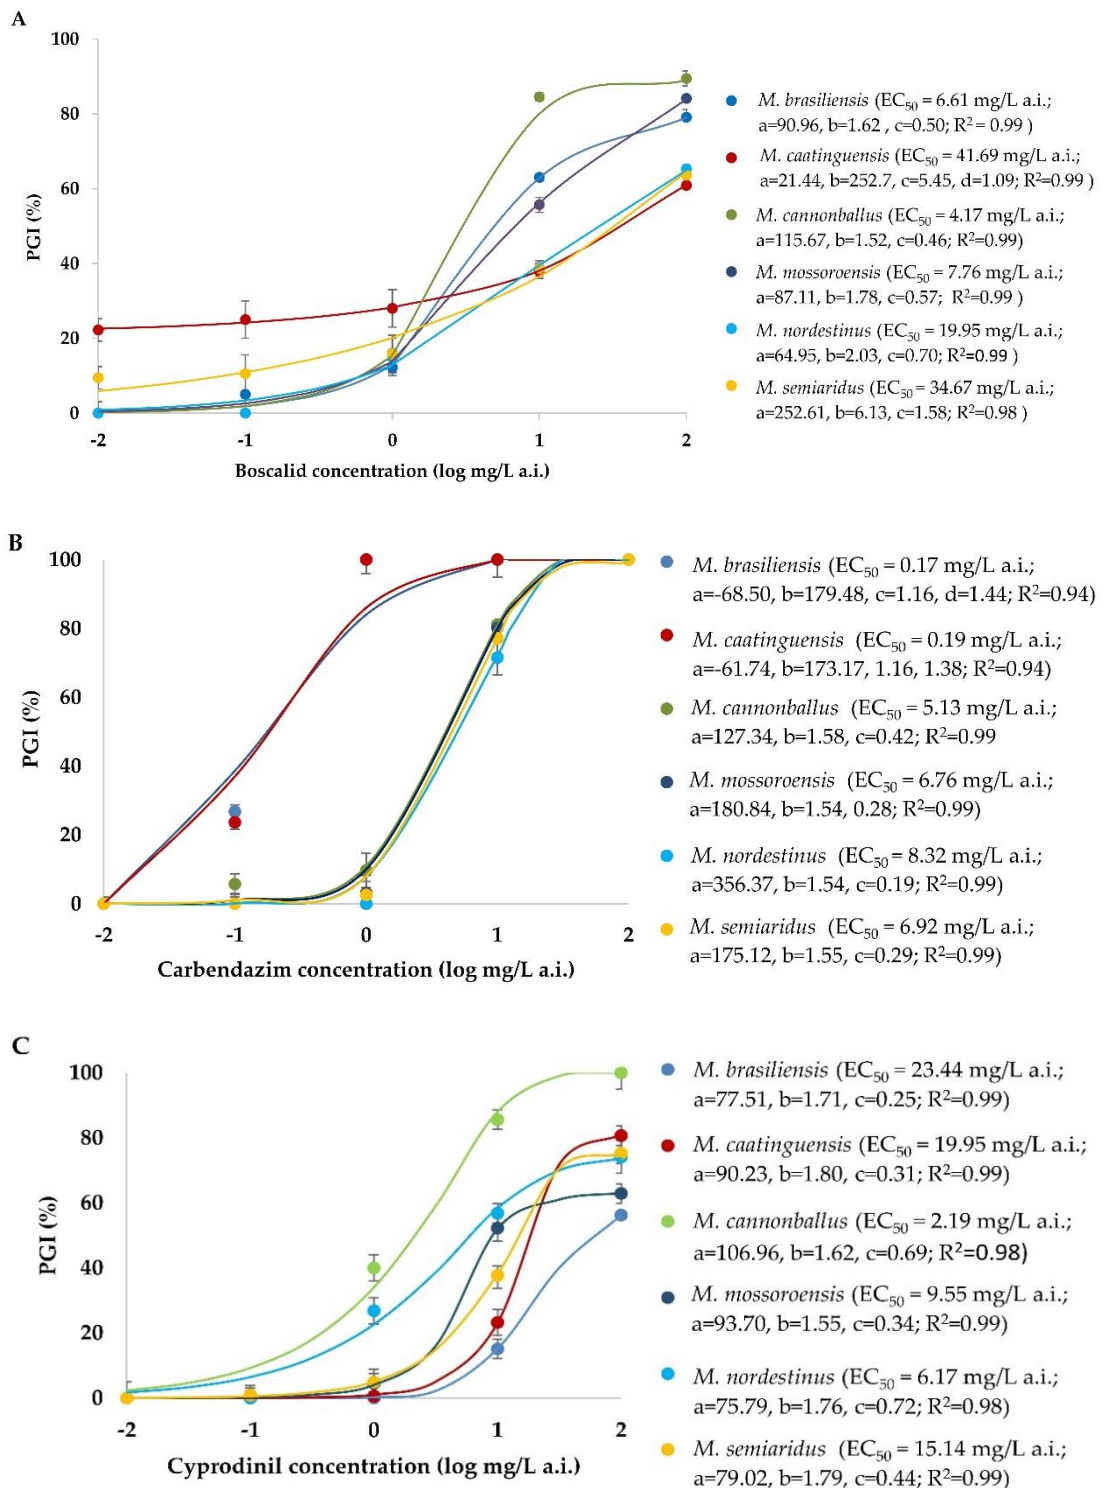 A
100
80
60
40
20
0
PGI (%)
-2 -1 0 1 2
Boscalid concentration (log mg/L a.i.)
M. brasiliensis (EC50 = 6.61 mg/L a.i.;
a=90.96, b=1.62 , c=0.50; R2 = 0.99 )
M. caatinguensis (EC50 = 41.69 mg/L a.i.;
a=21.44, b=252.7, c=5.45, d=1.09; R2=0.99 )
M. cannonballus (EC50 = 4.17 mg/L a.i.;
a=115.67, b=1.52, c=0.46; R2=0.99)
M. mossoroensis (EC50 = 7.76 mg/L a.i.;
a=87.11, b=1.78, c=0.57; R2=0.99 )
M. nordestinus (EC50 = 19.95 mg/L a.i.;
a=64.95, b=2.03, c=0.70; R2=0.99 )
M. semiaridus (EC50 = 34.67 mg/L a.i.;
a=252.61, b=6.13, c=1.58; R2=0.98 )
B
100
80
60
40
20
0
PGI (%)
-2 -1 0 1 2
Carbendazim concentration (log mg/L a.i.)
M. brasiliensis (EC50 = 0.17 mg/L a.i.;
a=-68.50, b=179.48, c=1.16, d=1.44; R2=0.94)
M. caatinguensis (EC50 = 0.19 mg/L a.i.;
a=-61.74, b=173.17, 1.16, 1.38; R2=0.94)
M. cannonballus (EC50 = 5.13 mg/L a.i.;
a=127.34, b=1.58, c=0.42; R2=0.99
M. mossoroensis (EC50 = 6.76 mg/L a.i.;
a=180.84, b=1.54, 0.28; R2=0.99)
M. nordestinus (EC50 = 8.32 mg/L a.i.;
a=356.37, b=1.54, c=0.19; R2=0.99)
M. semiaridus (EC50 = 6.92 mg/L a.i.;
a=175.12, b=1.55, c=0.29; R2=0.99)
C
100
80
60
40
20
0
PGI (%)
-2 -1 0 1 2
Cyprodinil concentration (log mg/L a.i.)
M. brasiliensis (EC50 = 23.44 mg/L a.i.;
a=77.51, b=1.71, c=0.25; R2=0.99)
M. caatinguensis (EC50 = 19.95 mg/L a.i.;
a=90.23, b=1.80, c=0.31; R2=0.99)
M. cannonballus (EC50 = 2.19 mg/L a.i.;
a=106.96, b=1.62, c=0.69; R2=0.98)
M. mossoroensis (EC50 = 9.55 mg/L a.i.;
a=93.70, b=1.55, c=0.34; R2=0.99)
M. nordestinus (EC50 = 6.17 mg/L a.i.;
a=75.79, b=1.76, c=0.72; R2=0.98)
M. semiaridus (EC50 = 15.14 mg/L a.i.;
a=79.02, b=1.79, c=0.44; R2=0.99)